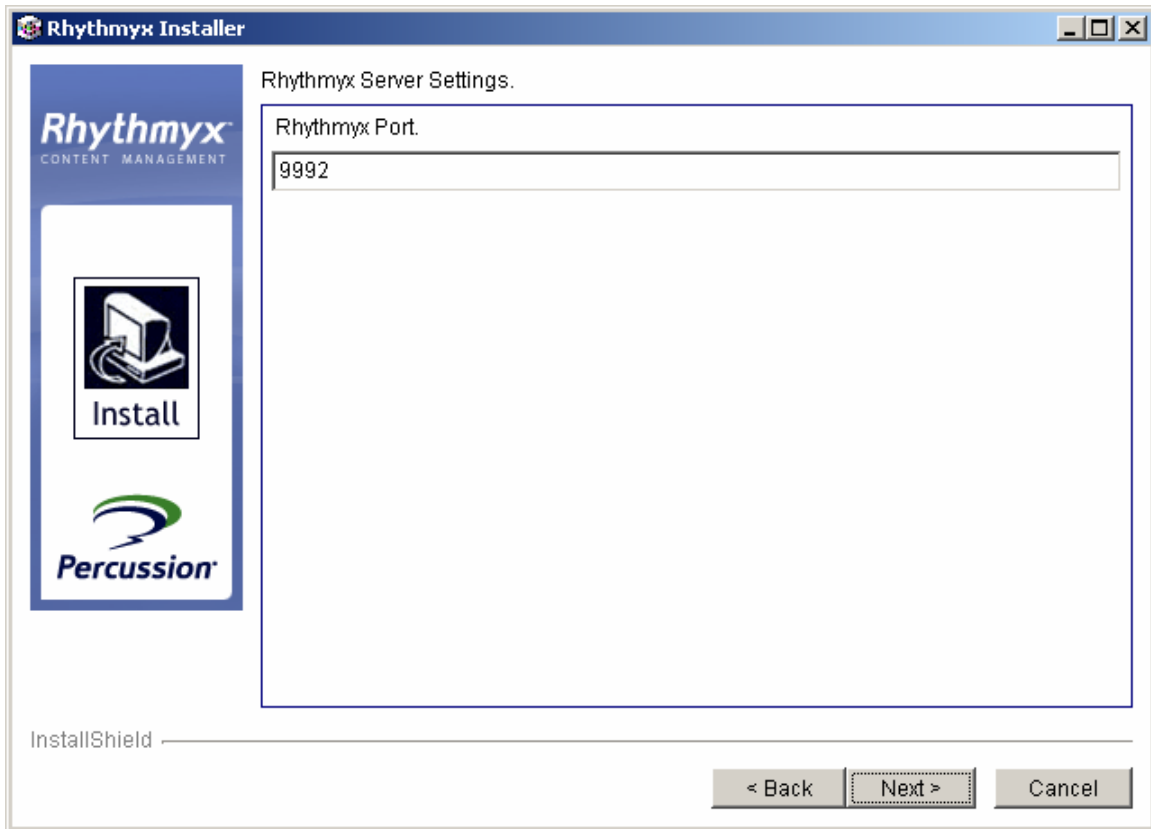 Rhythmyx Installer
Rhythmyx Server Settings.
Rhythmyx
CONTENT MANAGEMENT
Rhythmyx Port.
9992
Install
Percussion
InstallShield
< Back
Next >
Cancel